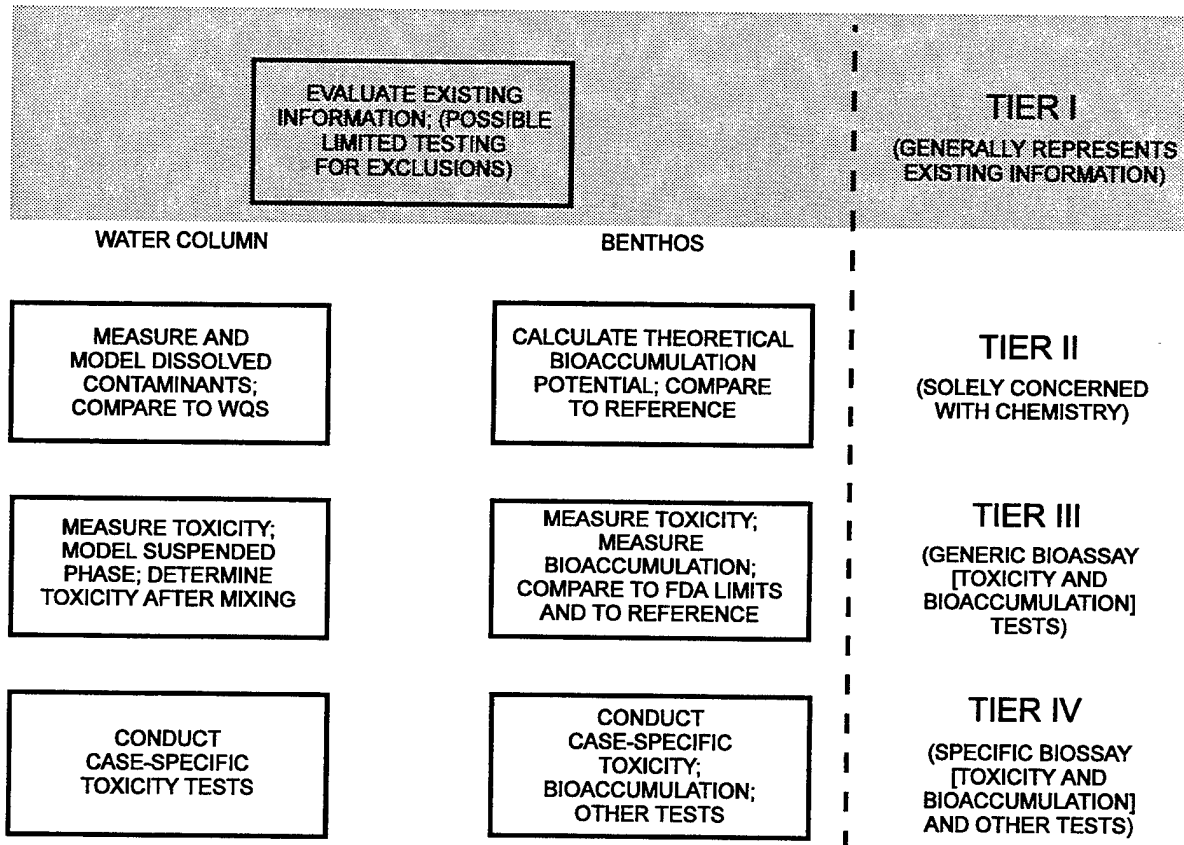 EVALUATE EXISTING
INFORMATION; (POSSIBLE
LIMITED TESTING
FOR EXCLUSIONS)
TIER I
(GENERALLY REPRESENTS
EXISTING INFORMATION)
WATER COLUMN
BENTHOS
MEASURE AND
MODEL DISSOLVED
CONTAMINANTS;
COMPARE TO WQS
CALCULATE THEORETICAL
BIOACCUMULATION
POTENTIAL; COMPARE
TO REFERENCE
TIER II
(SOLELY CONCERNED
WITH CHEMISTRY)
MEASURE TOXICITY;
MODEL SUSPENDED
PHASE; DETERMINE
TOXICITY AFTER MIXING
MEASURE TOXICITY;
MEASURE
BIOACCUMULATION;
COMPARE TO FDA LIMITS
AND TO REFERENCE
TIER III
(GENERIC BIOASSAY
[TOXICITY AND
BIOACCUMULATION]
TESTS)
CONDUCT
CASE-SPECIFIC
TOXICITY TESTS
CONDUCT
CASE-SPECIFIC
TOXICITY;
BIOACCUMULATION;
OTHER TESTS
TIER IV
(SPECIFIC BIOSSAY
[TOXICITY AND
BIOACCUMULATION]
AND OTHER TESTS)